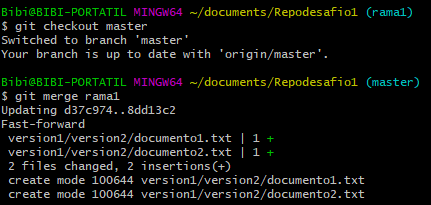 Bibi@BIBI-PORTATIL MINGW64 ~/documents/Repodesafio1 (rama1)
$ git checkout master
Switched to branch 'master'
Your branch is up to date with 'origin/master'.
Bibi@BIBI-PORTATIL MINGW64 ~/documents/Repodesafio1 (master)
$ git merge rama1
Updating d37c974..8dd13c2
Fast-forward
version1/version2/documento1.txt | 1 +
version1/version2/documento2.txt | 1 +
2 files changed, 2 insertions(+)
create mode 100644 version1/version2/documento1.txt
create mode 100644 version1/version2/documento2.txt